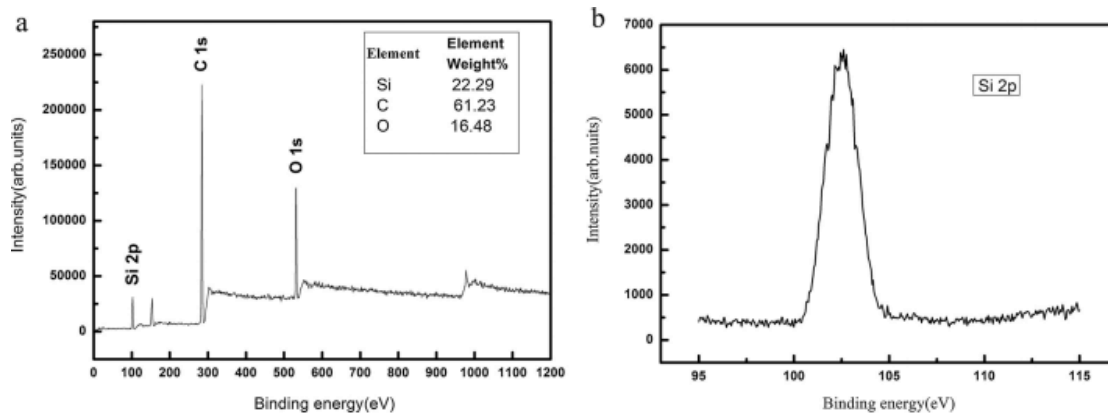 a
Intensity(arb.units)
250000
200000
150000
100000
50000
0
Si 2p
C 1s
O 1s
Element Element Weight%
Si 22.29
C 61.23
O 16.48
0 100 200 300 400 500 600 700 800 900 1000 1100 1200
Binding energy(eV)
b
Intensity(arb.nuits)
7000
6000
5000
4000
3000
2000
1000
0
Si 2p
95 100 105 110 115
Binding energy(eV)